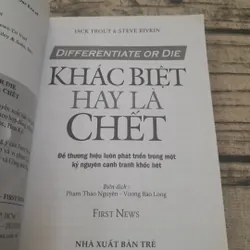 JACK TROUT & STEVE RIVKIN
DIFFERENTIATE OR DIE
KHÁC BIỆT
HAY LÀ
CHẾT
Để thương hiệu luôn phát triển trong một
kỷ nguyên cạnh tranh khốc liệt
Biên dịch:
Phạm Thảo Nguyên - Vương Bảo Long
FIRST NEWS
NHÀ XUẤT BẢN TRẺ